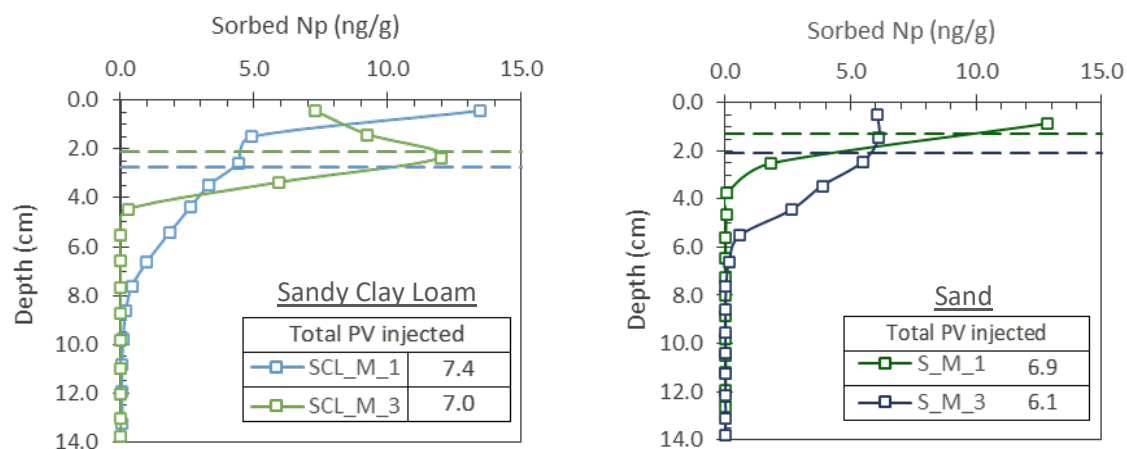 Sorbed Np (ng/g)
0.0 5.0 10.0 15.0
0.0
2.0
4.0
6.0
8.0
10.0
12.0
14.0
Depth (cm)
Sandy Clay Loam
Total PV injected
SCL_M_1 7.4
SCL_M_3 7.0
Sorbed Np (ng/g)
0.0 5.0 10.0 15.0
0.0
2.0
4.0
6.0
8.0
10.0
12.0
14.0
Depth (cm)
Sand
Total PV injected
S_M_1 6.9
S_M_3 6.1